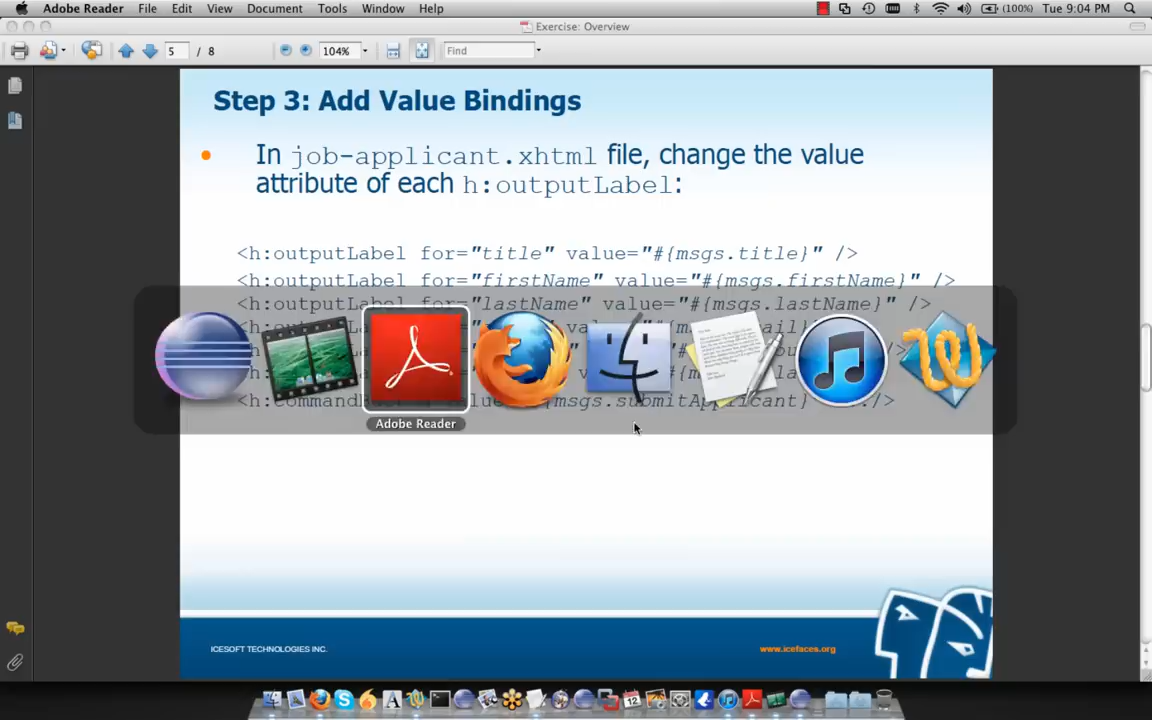 Adobe Reader File Edit View Document Tools Window Help (100%) Tue 9:04 PM
Exercise: Overview
5 / 8 104% Find
Step 3: Add Value Bindings
In job-applicant.xhtml file, change the value
attribute of each h:outputLabel:
<h:outputLabel for="title" value="#{msgs.title}" />
<h:outputLabel for="firstName" value="#{msgs.firstName}" />
<h:outputLabel for="lastName" value="#{msgs.lastName}" />
msgs.submitApplicant}
Adobe Reader
ICESOFT TECHNOLOGIES INC. www.icefaces.org